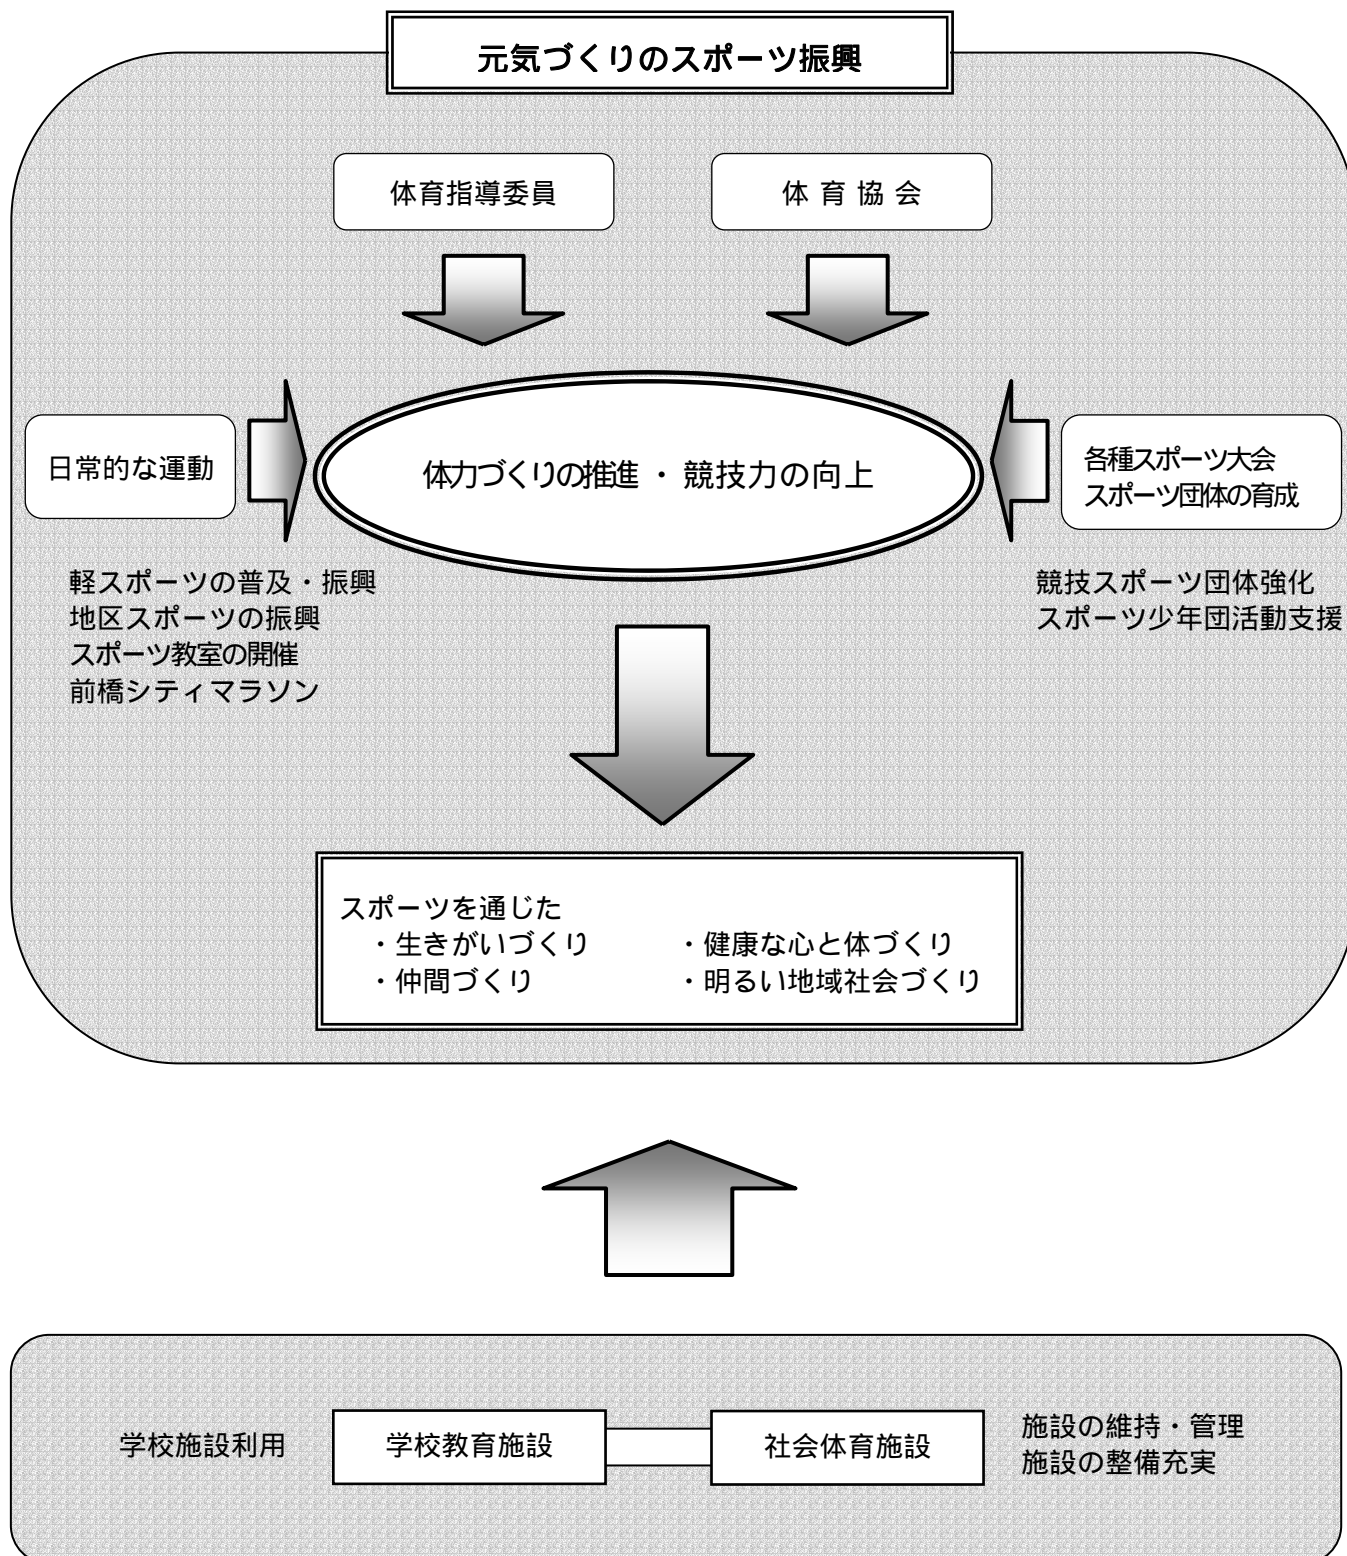 元気づくりのスポーツ振興
体育指導委員
体 育 協 会
日常的な運動
体力づくりの推進 ・ 競技力の向上
各種スポーツ大会
スポーツ団体の育成
軽スポーツの普及・振興
地区スポーツの振興
スポーツ教室の開催
前橋シティマラソン
競技スポーツ団体強化
スポーツ少年団活動支援
スポーツを通じた
・生きがいづくり ・健康な心と体づくり
・仲間づくり ・明るい地域社会づくり
学校施設利用
学校教育施設
社会体育施設
施設の維持・管理
施設の整備充実